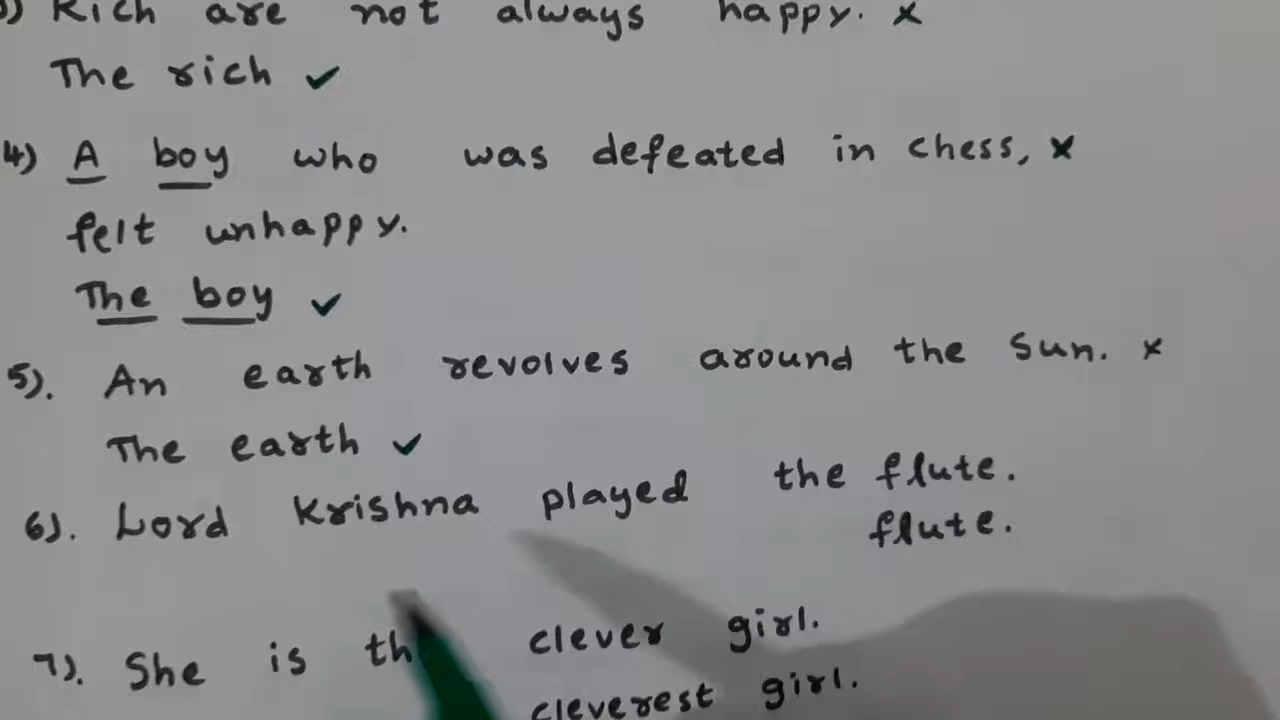 Rich are not always happy. ×
The rich ✓
4) A boy who was defeated in chess, ×
felt unhappy.
The boy ✓
5). An earth revolves around the sun. ×
The earth ✓
6). Lord Krishna played the flute.
flute.
7). She is th clever girl.
cleverest girl.